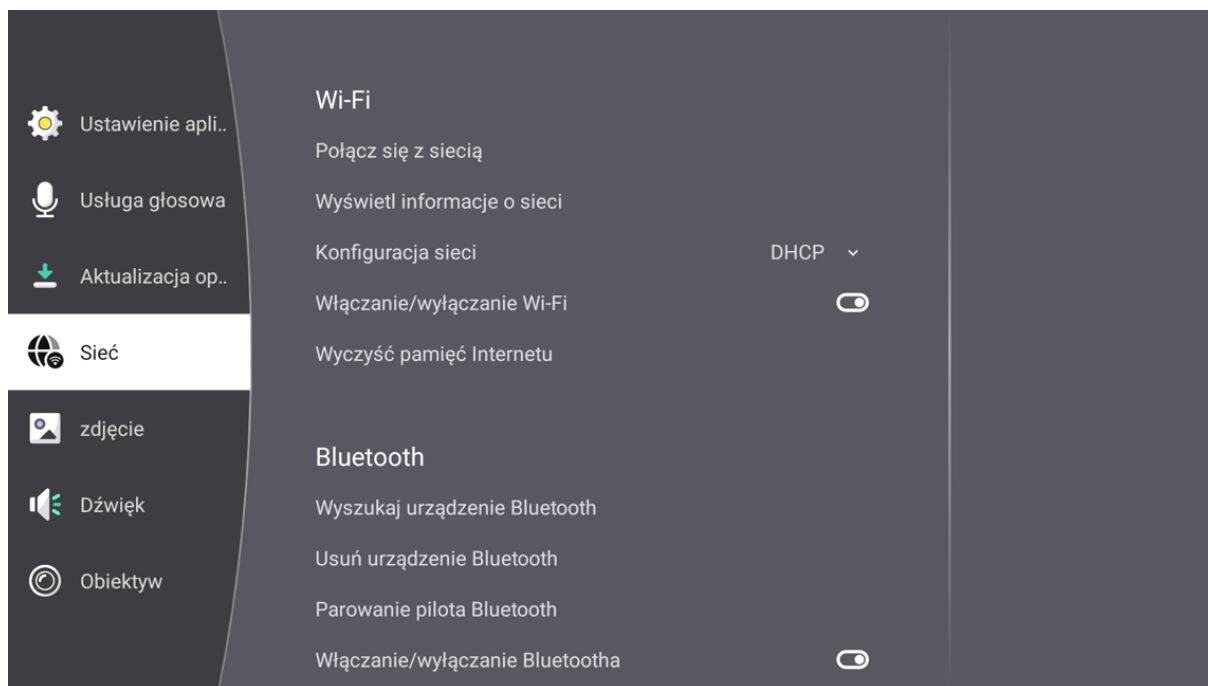 Ustawienie apli..
Usługa głosowa
Aktualizacja op..
Sieć
zdjęcie
Dźwięk
Obiektyw
Wi-Fi
Połącz się z siecią
Wyświetl informacje o sieci
Konfiguracja sieci DHCP
Włączanie/wyłączanie Wi-Fi
Wyczyść pamięć Internetu
Bluetooth
Wyszukaj urządzenie Bluetooth
Usuń urządzenie Bluetooth
Parowanie pilota Bluetooth
Włączanie/wyłączanie Bluetootha